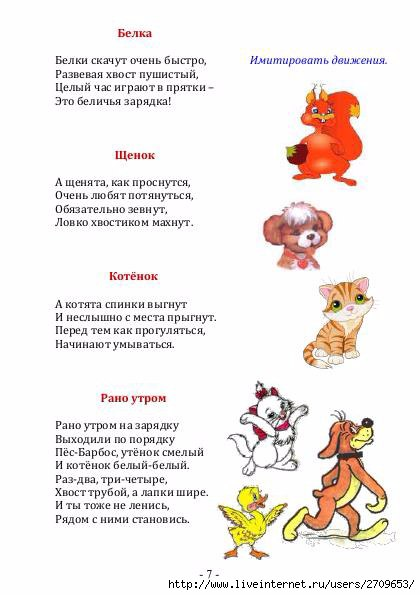 Белка
Белки скачут очень быстро,
Развевая хвост пушистый,
Целый час играют в прятки –
Это беличья зарядка!
Имитировать движения.
Щенок
А щенята, как проснутся,
Очень любят потянуться,
Обязательно зевнут,
Ловко хвостиком махнут.
Котёнок
А котята спинки выгнут
И неслышно с места прыгнут.
Перед тем как прогуляться,
Начинают умываться.
Рано утром
Рано утром на зарядку
Выходили по порядку
Пёс-Барбос, утёнок смелый
И котёнок белый-белый.
Раз-два, три-четыре,
Хвост трубой, а лапки шире.
И ты тоже не ленись,
Рядом с ними становись.
- 7 -
http://www.liveinternet.ru/users/2709653/